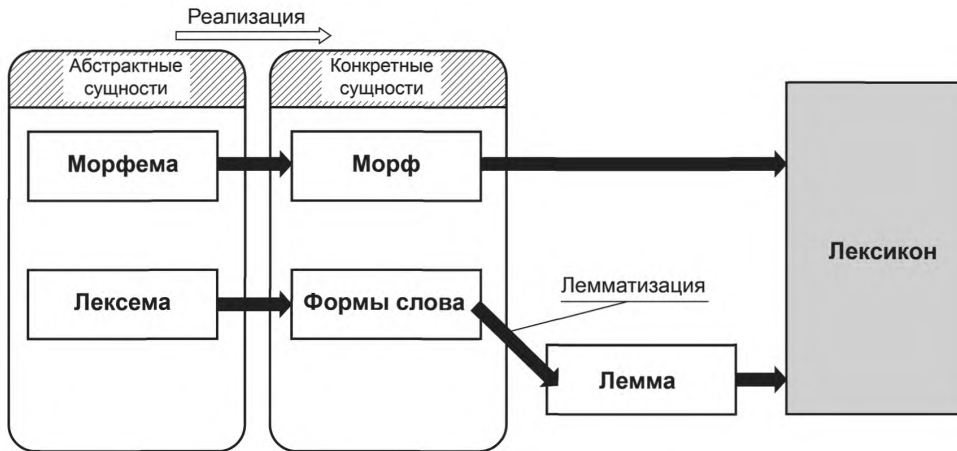 Реализация
Абстрактные
сущности
Конкретные
сущности
Морфема
Морф
Лексикон
Лексема
Формы слова
Лемматизация
Лемма